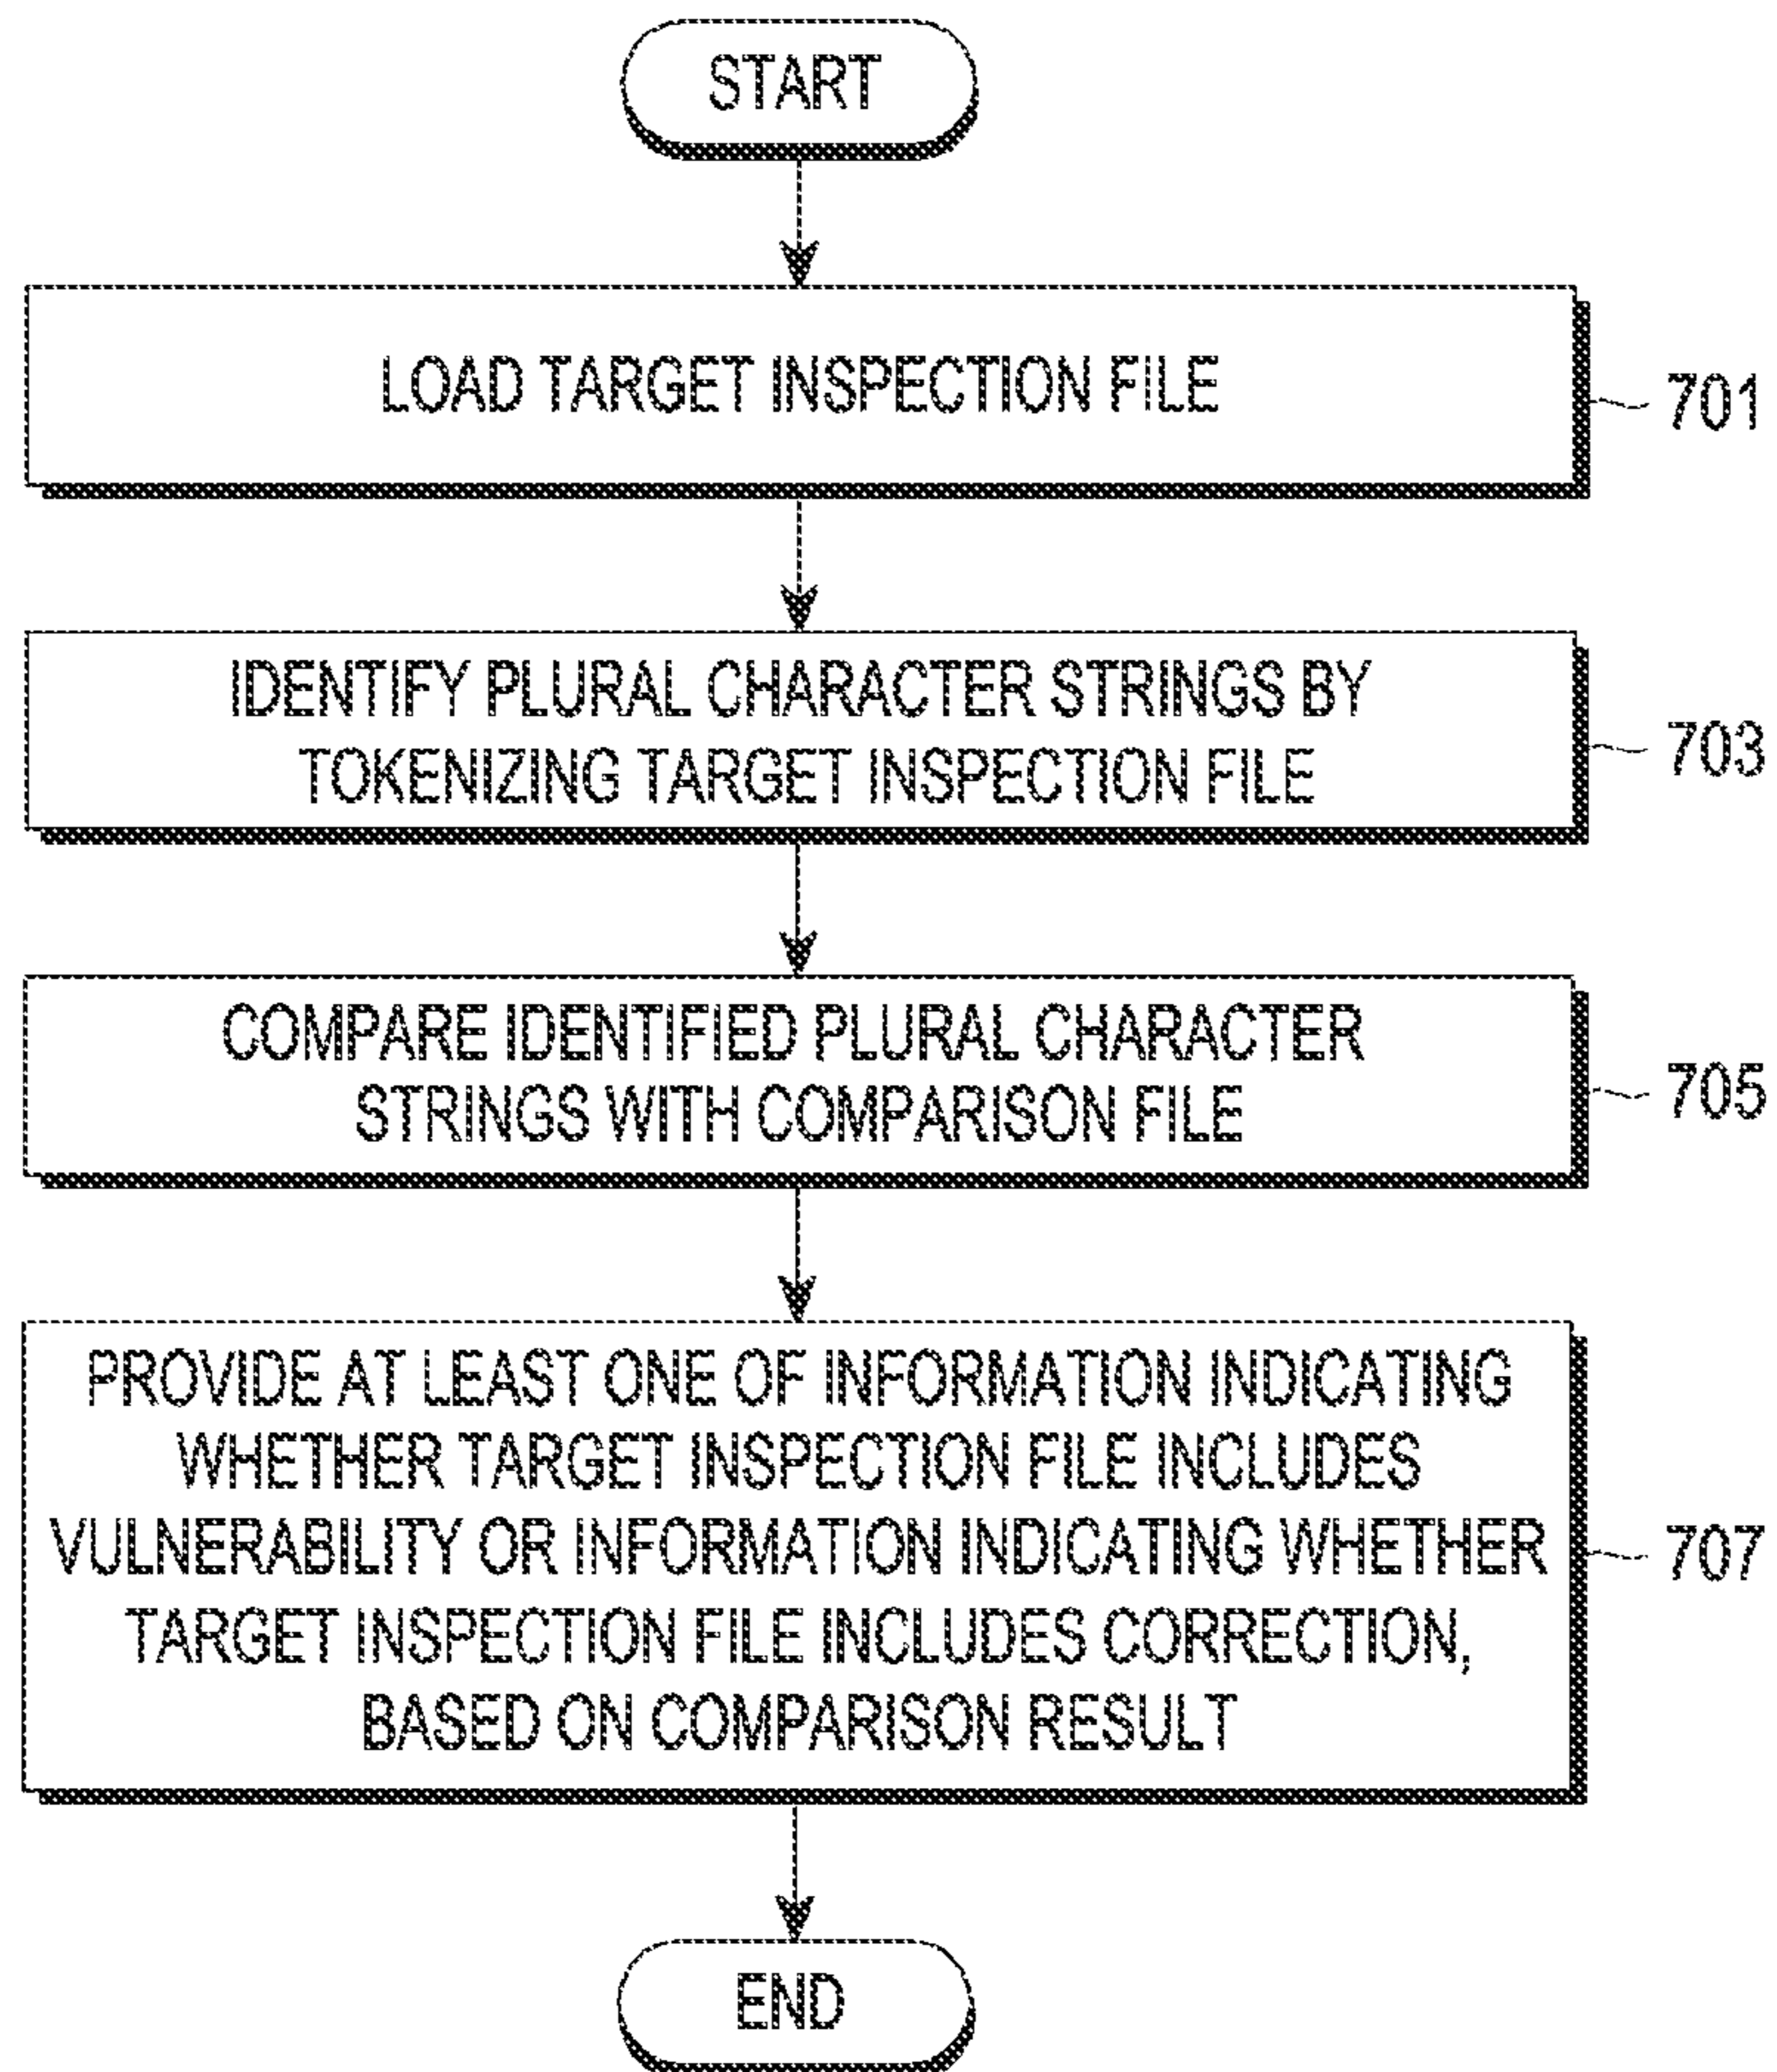 START
LOAD TARGET INSPECTION FILE
701
IDENTIFY PLURAL CHARACTER STRINGS BY
TOKENIZING TARGET INSPECTION FILE
703
COMPARE IDENTIFIED PLURAL CHARACTER
STRINGS WITH COMPARISON FILE
705
PROVIDE AT LEAST ONE OF INFORMATION INDICATING
WHETHER TARGET INSPECTION FILE INCLUDES
VULNERABILITY OR INFORMATION INDICATING WHETHER
TARGET INSPECTION FILE INCLUDES CORRECTION,
BASED ON COMPARISON RESULT
707
END